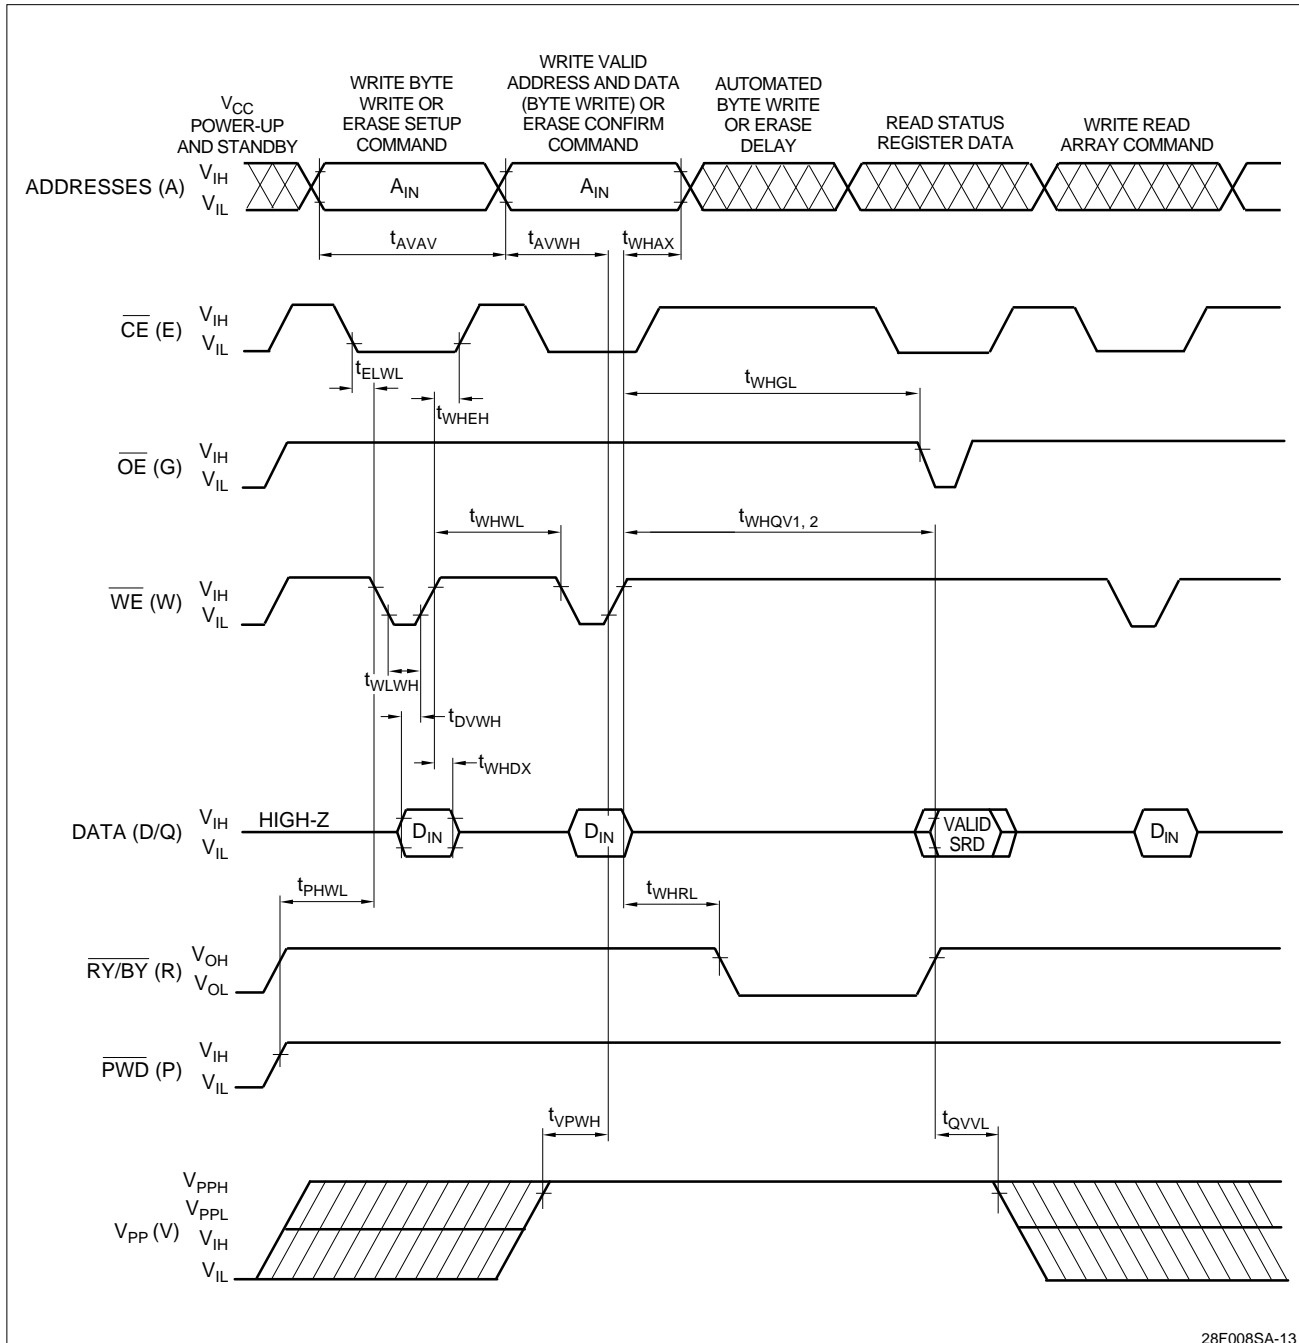 V_CC
POWER-UP
AND STANDBY
WRITE BYTE
WRITE OR
ERASE SETUP
COMMAND
WRITE VALID
ADDRESS AND DATA
(BYTE WRITE) OR
ERASE CONFIRM
COMMAND
AUTOMATED
BYTE WRITE
OR ERASE
DELAY
READ STATUS
REGISTER DATA
WRITE READ
ARRAY COMMAND
ADDRESSES (A)
V_IH
V_IL
A_IN
A_IN
t_AVAV
t_AVWH
t_WHAX
CE (E)
V_IH
V_IL
t_ELWL
t_WHEH
t_WHGL
OE (G)
V_IH
V_IL
t_WHWL
t_WHQV1, 2
WE (W)
V_IH
V_IL
t_WLWH
t_DVWH
t_WHDX
DATA (D/Q)
V_IH
V_IL
HIGH-Z
D_IN
D_IN
VALID
SRD
D_IN
t_PHWL
t_WHRL
RY/BY (R)
V_OH
V_OL
PWD (P)
V_IH
V_IL
t_VPWH
t_QVVL
V_PP (V)
V_PPH
V_PPL
V_IH
V_IL
28F008SA-13